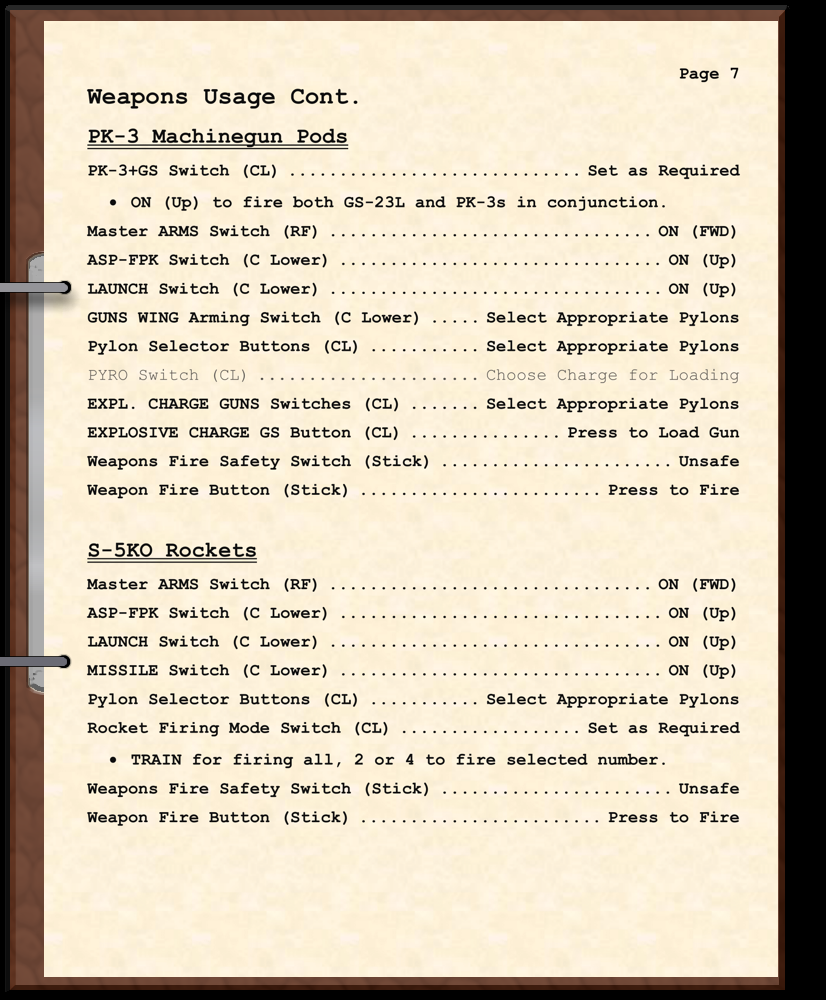 Page 7
Weapons Usage Cont.
PK-3 Machinegun Pods
PK-3+GS Switch (CL) ............................. Set as Required
• ON (Up) to fire both GS-23L and PK-3s in conjunction.
Master ARMS Switch (RF) ................................ ON (FWD)
ASP-FPK Switch (C Lower) ................................ ON (Up)
LAUNCH Switch (C Lower) ................................. ON (Up)
GUNS WING Arming Switch (C Lower) ..... Select Appropriate Pylons
Pylon Selector Buttons (CL) ........... Select Appropriate Pylons
PYRO Switch (CL) ...................... Choose Charge for Loading
EXPL. CHARGE GUNS Switches (CL) ....... Select Appropriate Pylons
EXPLOSIVE CHARGE GS Button (CL) ............... Press to Load Gun
Weapons Fire Safety Switch (Stick) ....................... Unsafe
Weapon Fire Button (Stick) ........................ Press to Fire
S-5KO Rockets
Master ARMS Switch (RF) ................................ ON (FWD)
ASP-FPK Switch (C Lower) ................................ ON (Up)
LAUNCH Switch (C Lower) ................................. ON (Up)
MISSILE Switch (C Lower) ................................ ON (Up)
Pylon Selector Buttons (CL) ........... Select Appropriate Pylons
Rocket Firing Mode Switch (CL) .................. Set as Required
• TRAIN for firing all, 2 or 4 to fire selected number.
Weapons Fire Safety Switch (Stick) ....................... Unsafe
Weapon Fire Button (Stick) ........................ Press to Fire